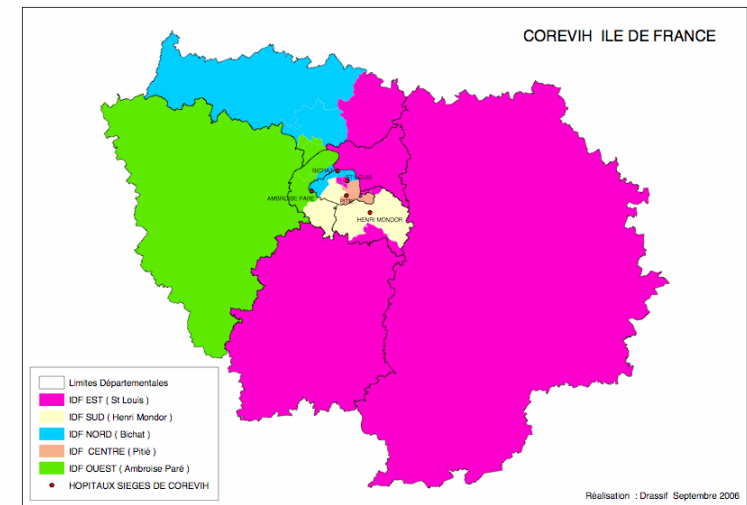 COREVIH ILE DE FRANCE
BICHAT
ST LOUIS
AMBROISE PARÉ
PITIÉ
HENRI MONDOR
Limites Départementales
IDF EST ( St Louis )
IDF SUD ( Henri Mondor )
IDF NORD ( Bichat )
IDF CENTRE ( Pitié )
IDF OUEST ( Ambroise Paré )
HOPITAUX SIEGES DE COREVIH
Réalisation : Drassif Septembre 2006